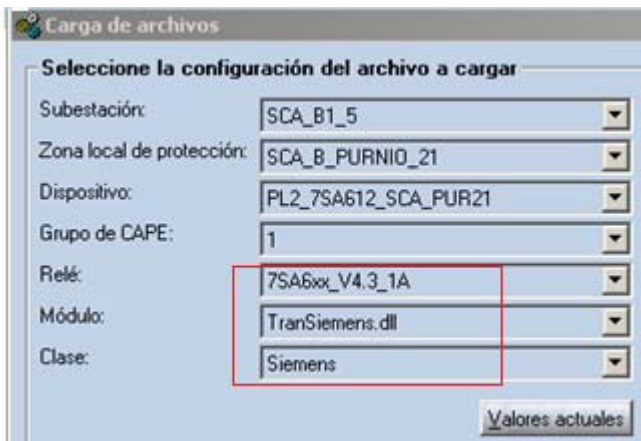 Carga de archivos
Seleccione la configuración del archivo a cargar
Subestación: SCA_B1_5
Zona local de protección: SCA_B_PURNIO_21
Dispositivo: PL2_7SA612_SCA_PUR21
Grupo de CAPE: 1
Relé: 7SA6xx_V4.3_1A
Módulo: TranSiemens.dll
Clase: Siemens
Valores actuales